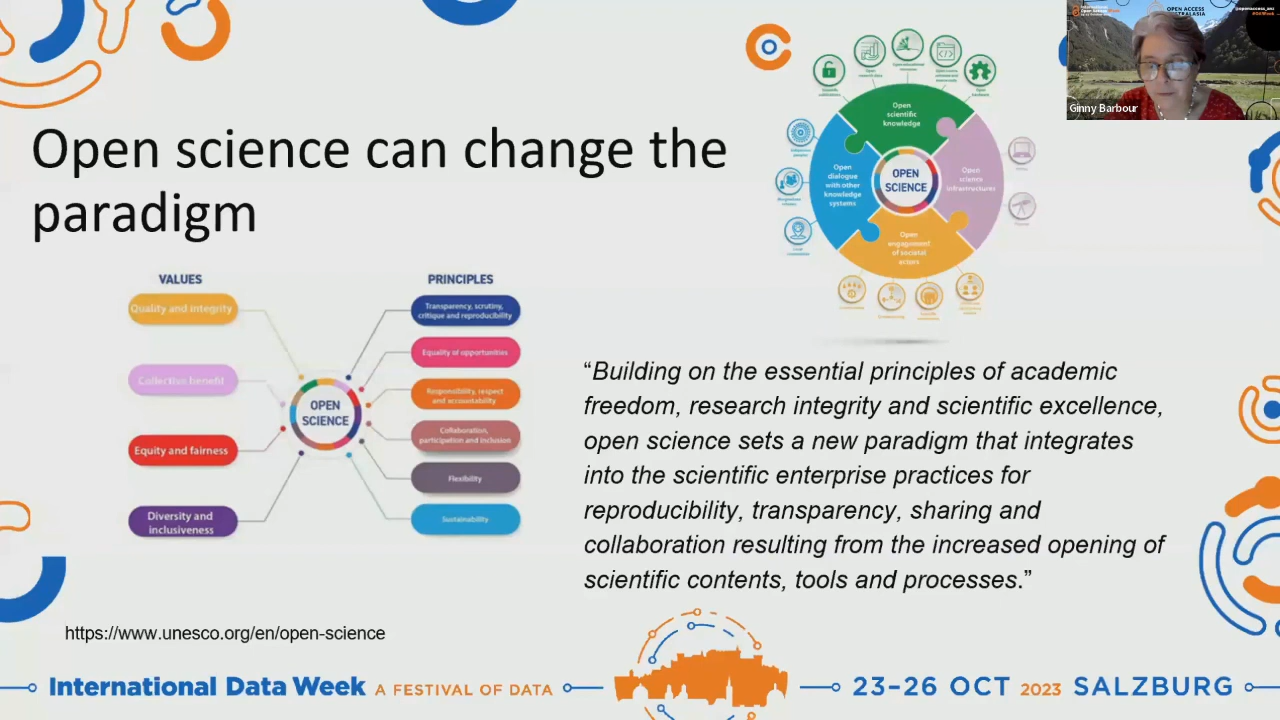 Open science can change the
paradigm
VALUES
Quality and integrity
Collective benefit
Equity and fairness
Diversity and
inclusiveness
OPEN
SCIENCE
PRINCIPLES
Transparency, scrutiny,
critique and reproducibility
Equality of opportunities
Responsibility, respect
and accountability
Collaboration,
participation and inclusion
Flexibility
Sustainability
Open
scientific
knowledge
Open
dialogue
with other
knowledge
systems
OPEN
SCIENCE
Open
science
infrastructures
Open
engagement
of societal
actors
Ginny Barbour
“Building on the essential principles of academic
freedom, research integrity and scientific excellence,
open science sets a new paradigm that integrates
into the scientific enterprise practices for
reproducibility, transparency, sharing and
collaboration resulting from the increased opening of
scientific contents, tools and processes.”
https://www.unesco.org/en/open-science
International Data Week A FESTIVAL OF DATA
23–26 OCT 2023 SALZBURG